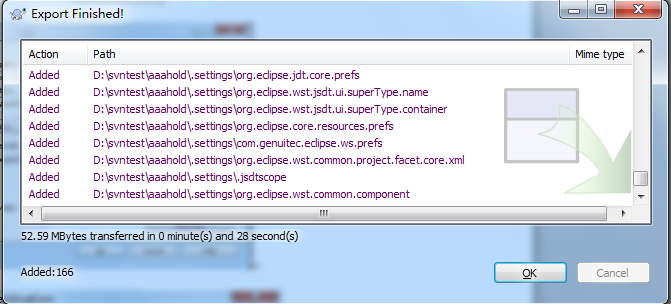 Export Finished!
Action Path Mime type
Added D:\svntest\aaahold\.settings\org.eclipse.jdt.core.prefs
Added D:\svntest\aaahold\.settings\org.eclipse.wst.jsdt.ui.superType.name
Added D:\svntest\aaahold\.settings\org.eclipse.wst.jsdt.ui.superType.container
Added D:\svntest\aaahold\.settings\org.eclipse.core.resources.prefs
Added D:\svntest\aaahold\.settings\com.genuitec.eclipse.ws.prefs
Added D:\svntest\aaahold\.settings\org.eclipse.wst.common.project.facet.core.xml
Added D:\svntest\aaahold\.settings\.jsdtscope
Added D:\svntest\aaahold\.settings\org.eclipse.wst.common.component
52.59 MBytes transferred in 0 minute(s) and 28 second(s)
Added:166
OK Cancel